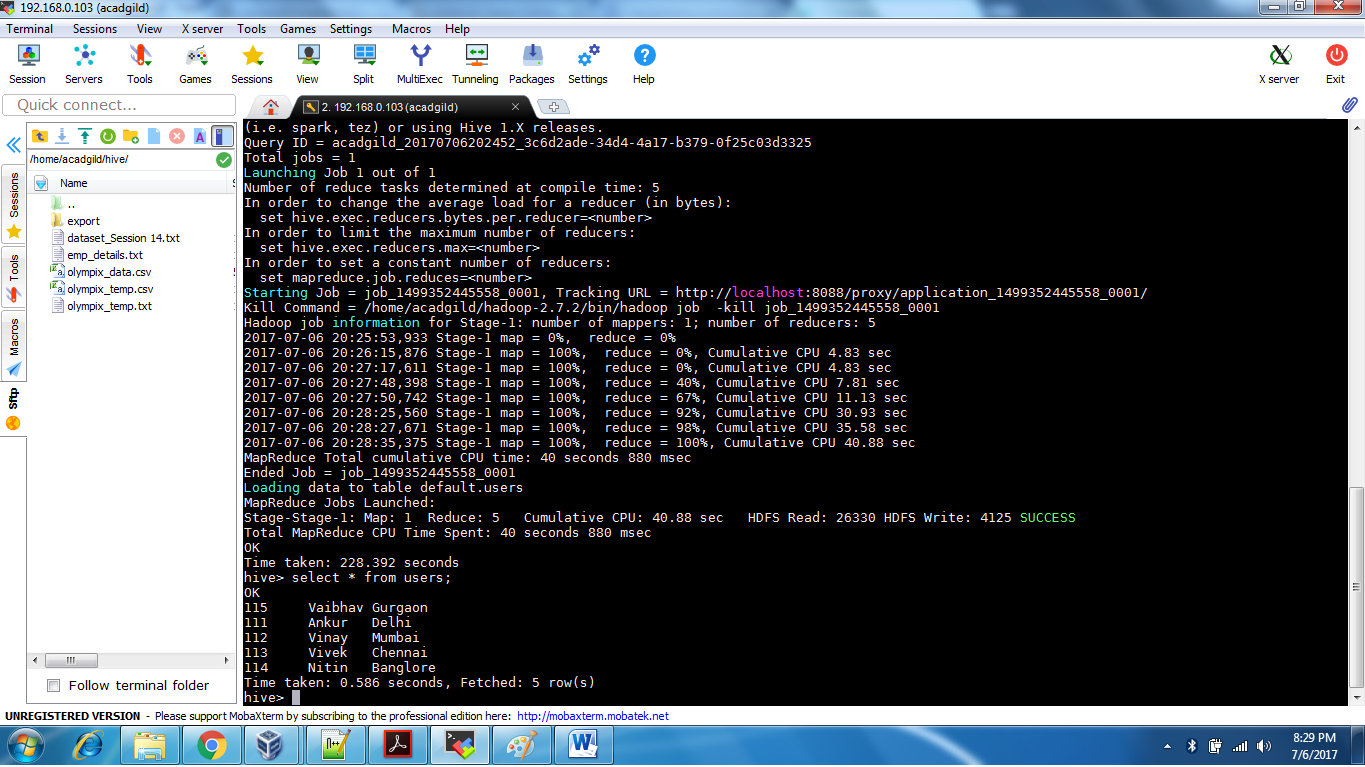 192.168.0.103 (acadgild)
Terminal Sessions View X server Tools Games Settings Macros Help
Session Servers Tools Games Sessions View Split MultiExec Tunneling Packages Settings Help X server Exit
Quick connect...
2. 192.168.0.103 (acadgild)
/home/acadgild/hive/
Name
..
export
dataset_Session 14.txt
emp_details.txt
olympix_data.csv
olympix_temp.csv
olympix_temp.txt
Sessions
Tools
Macros
Sftp
Follow terminal folder
(i.e. spark, tez) or using Hive 1.X releases.
Query ID = acadgild_20170706202452_3c6d2ade-34d4-4a17-b379-0f25c03d3325
Total jobs = 1
Launching Job 1 out of 1
Number of reduce tasks determined at compile time: 5
In order to change the average load for a reducer (in bytes):
set hive.exec.reducers.bytes.per.reducer=<number>
In order to limit the maximum number of reducers:
set hive.exec.reducers.max=<number>
In order to set a constant number of reducers:
set mapreduce.job.reduces=<number>
Starting Job = job_1499352445558_0001, Tracking URL = http://localhost:8088/proxy/application_1499352445558_0001/
Kill Command = /home/acadgild/hadoop-2.7.2/bin/hadoop job  -kill job_1499352445558_0001
Hadoop job information for Stage-1: number of mappers: 1; number of reducers: 5
2017-07-06 20:25:53,933 Stage-1 map = 0%,  reduce = 0%
2017-07-06 20:26:15,876 Stage-1 map = 100%,  reduce = 0%, Cumulative CPU 4.83 sec
2017-07-06 20:27:17,611 Stage-1 map = 100%,  reduce = 0%, Cumulative CPU 4.83 sec
2017-07-06 20:27:48,398 Stage-1 map = 100%,  reduce = 40%, Cumulative CPU 7.81 sec
2017-07-06 20:27:50,742 Stage-1 map = 100%,  reduce = 67%, Cumulative CPU 11.13 sec
2017-07-06 20:28:25,560 Stage-1 map = 100%,  reduce = 92%, Cumulative CPU 30.93 sec
2017-07-06 20:28:27,671 Stage-1 map = 100%,  reduce = 98%, Cumulative CPU 35.58 sec
2017-07-06 20:28:35,375 Stage-1 map = 100%,  reduce = 100%, Cumulative CPU 40.88 sec
MapReduce Total cumulative CPU time: 40 seconds 880 msec
Ended Job = job_1499352445558_0001
Loading data to table default.users
MapReduce Jobs Launched:
Stage-Stage-1: Map: 1  Reduce: 5   Cumulative CPU: 40.88 sec   HDFS Read: 26330 HDFS Write: 4125 SUCCESS
Total MapReduce CPU Time Spent: 40 seconds 880 msec
OK
Time taken: 228.392 seconds
hive> select * from users;
OK
115 Vaibhav Gurgaon
111 Ankur Delhi
112 Vinay Mumbai
113 Vivek Chennai
114 Nitin Banglore
Time taken: 0.586 seconds, Fetched: 5 row(s)
hive>
UNREGISTERED VERSION - Please support MobaXterm by subscribing to the professional edition here: http://mobaxterm.mobatek.net
8:29 PM
7/6/2017